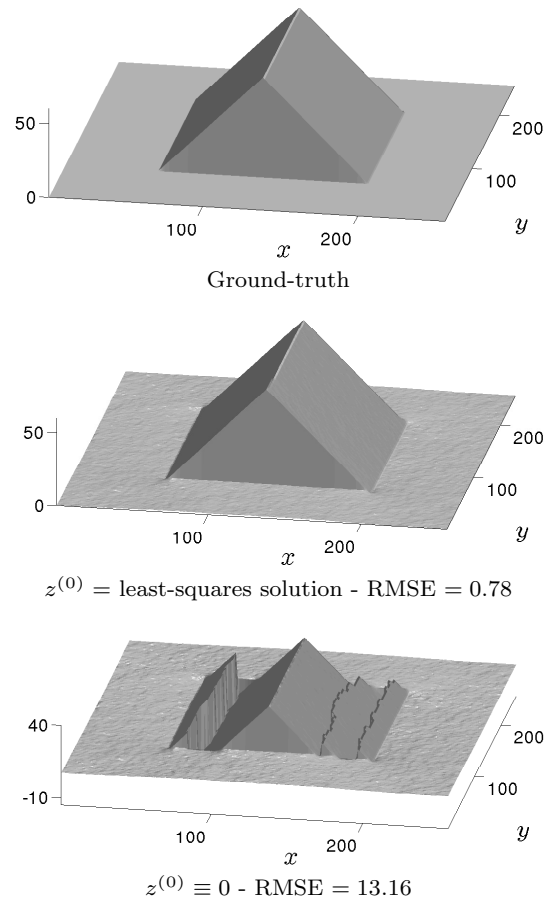 50
0
100
200
x
100
200
y
Ground-truth
50
0
100
200
x
100
200
y
z^{(0)} = least-squares solution - RMSE = 0.78
40
-10
100
200
x
100
200
y
z^{(0)} ≡ 0 - RMSE = 13.16